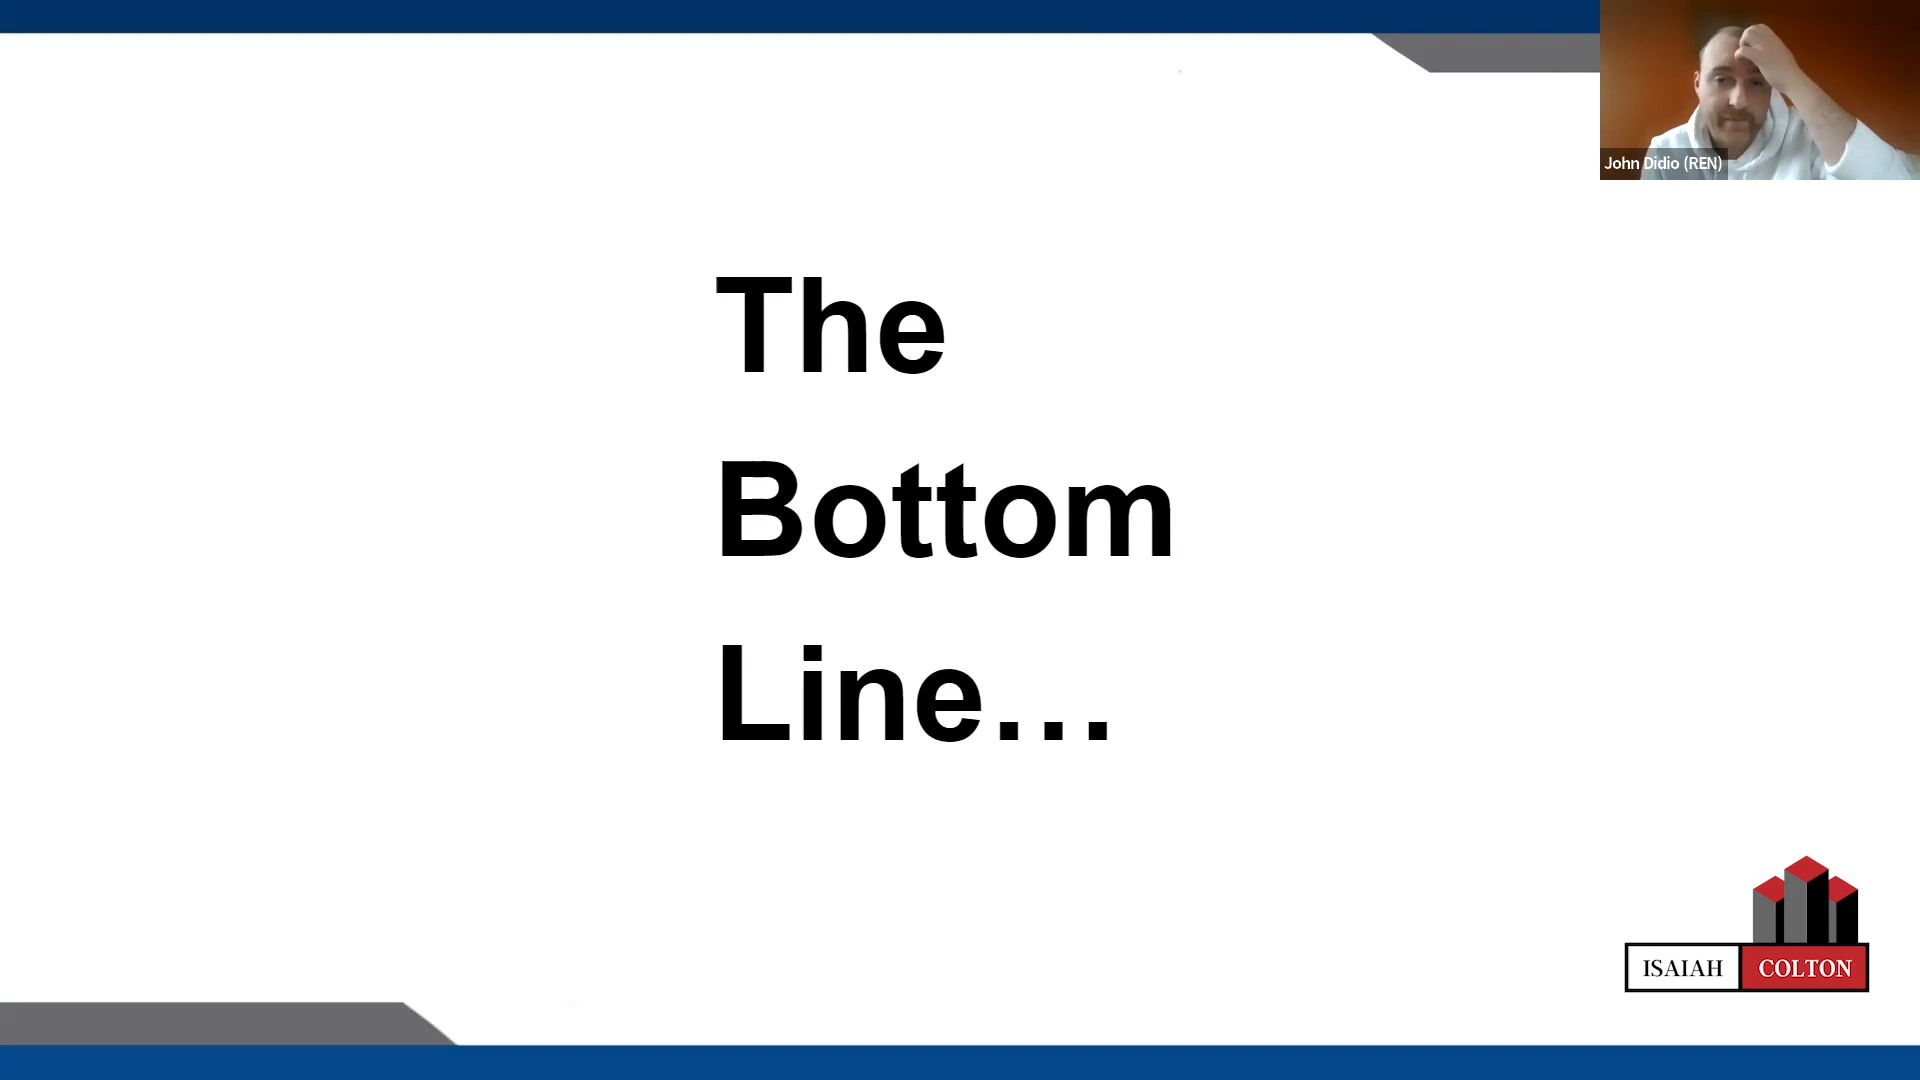 John Didio (REN)
The
Bottom
Line…
ISAIAH COLTON